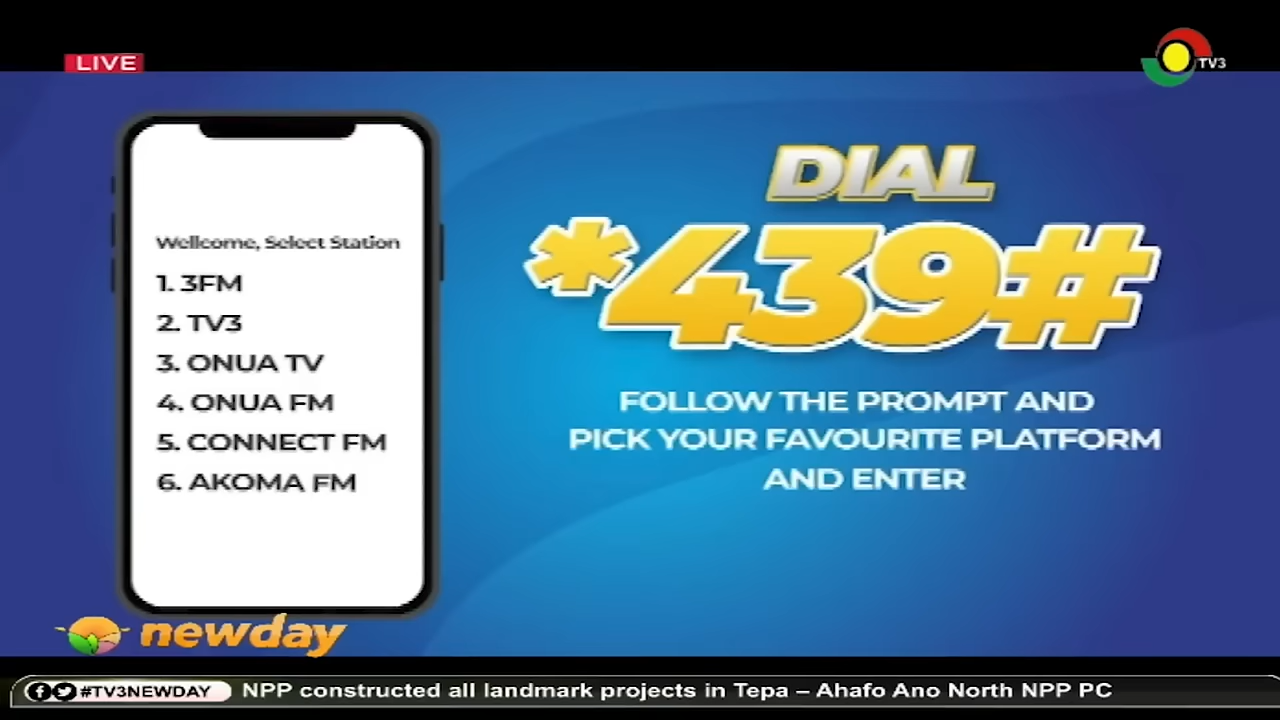 LIVE
TV3
DIAL
*439#
Wellcome, Select Station
1. 3FM
2. TV3
3. ONUA TV
4. ONUA FM
5. CONNECT FM
6. AKOMA FM
FOLLOW THE PROMPT AND
PICK YOUR FAVOURITE PLATFORM
AND ENTER
newday
#TV3NEWDAY NPP constructed all landmark projects in Tepa – Ahafo Ano North NPP PC